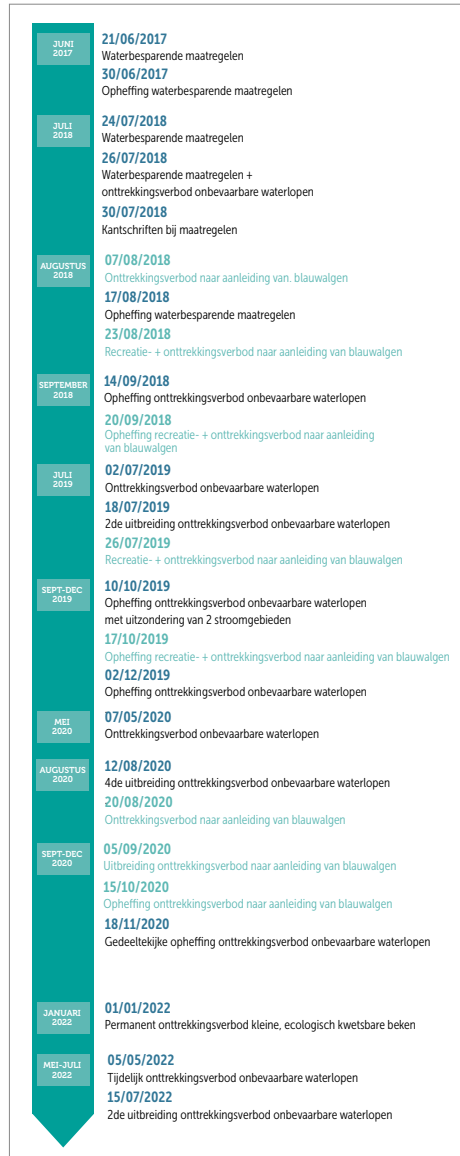 JUNI
2017
21/06/2017
Waterbesparende maatregelen
30/06/2017
Opheffing waterbesparende maatregelen
JULI
2018
24/07/2018
Waterbesparende maatregelen
26/07/2018
Waterbesparende maatregelen +
onttrekkingsverbod onbevaarbare waterlopen
30/07/2018
Kantschriften bij maatregelen
AUGUSTUS
2018
07/08/2018
Onttrekkingsverbod naar aanleiding van. blauwalgen
17/08/2018
Opheffing waterbesparende maatregelen
23/08/2018
Recreatie- + onttrekkingsverbod naar aanleiding van blauwalgen
SEPTEMBER
2018
14/09/2018
Opheffing onttrekkingsverbod onbevaarbare waterlopen
20/09/2018
Opheffing recreatie- + onttrekkingsverbod naar aanleiding
van blauwalgen
JULI
2019
02/07/2019
Onttrekkingsverbod onbevaarbare waterlopen
18/07/2019
2de uitbreiding onttrekkingsverbod onbevaarbare waterlopen
26/07/2019
Recreatie- + onttrekkingsverbod naar aanleiding van blauwalgen
SEPT-DEC
2019
10/10/2019
Opheffing onttrekkingsverbod onbevaarbare waterlopen
met uitzondering van 2 stroomgebieden
17/10/2019
Opheffing recreatie- + onttrekkingsverbod naar aanleiding van blauwalgen
02/12/2019
Opheffing onttrekkingsverbod onbevaarbare waterlopen
MEI
2020
07/05/2020
Onttrekkingsverbod onbevaarbare waterlopen
AUGUSTUS
2020
12/08/2020
4de uitbreiding onttrekkingsverbod onbevaarbare waterlopen
20/08/2020
Onttrekkingsverbod naar aanleiding van blauwalgen
SEPT-DEC
2020
05/09/2020
Uitbreiding onttrekkingsverbod naar aanleiding van blauwalgen
15/10/2020
Opheffing onttrekkingsverbod naar aanleiding van blauwalgen
18/11/2020
Gedeeltekijke opheffing onttrekkingsverbod onbevaarbare waterlopen
JANUARI
2022
01/01/2022
Permanent onttrekkingsverbod kleine, ecologisch kwetsbare beken
MEI-JULI
2022
05/05/2022
Tijdelijk onttrekkingsverbod onbevaarbare waterlopen
15/07/2022
2de uitbreiding onttrekkingsverbod onbevaarbare waterlopen